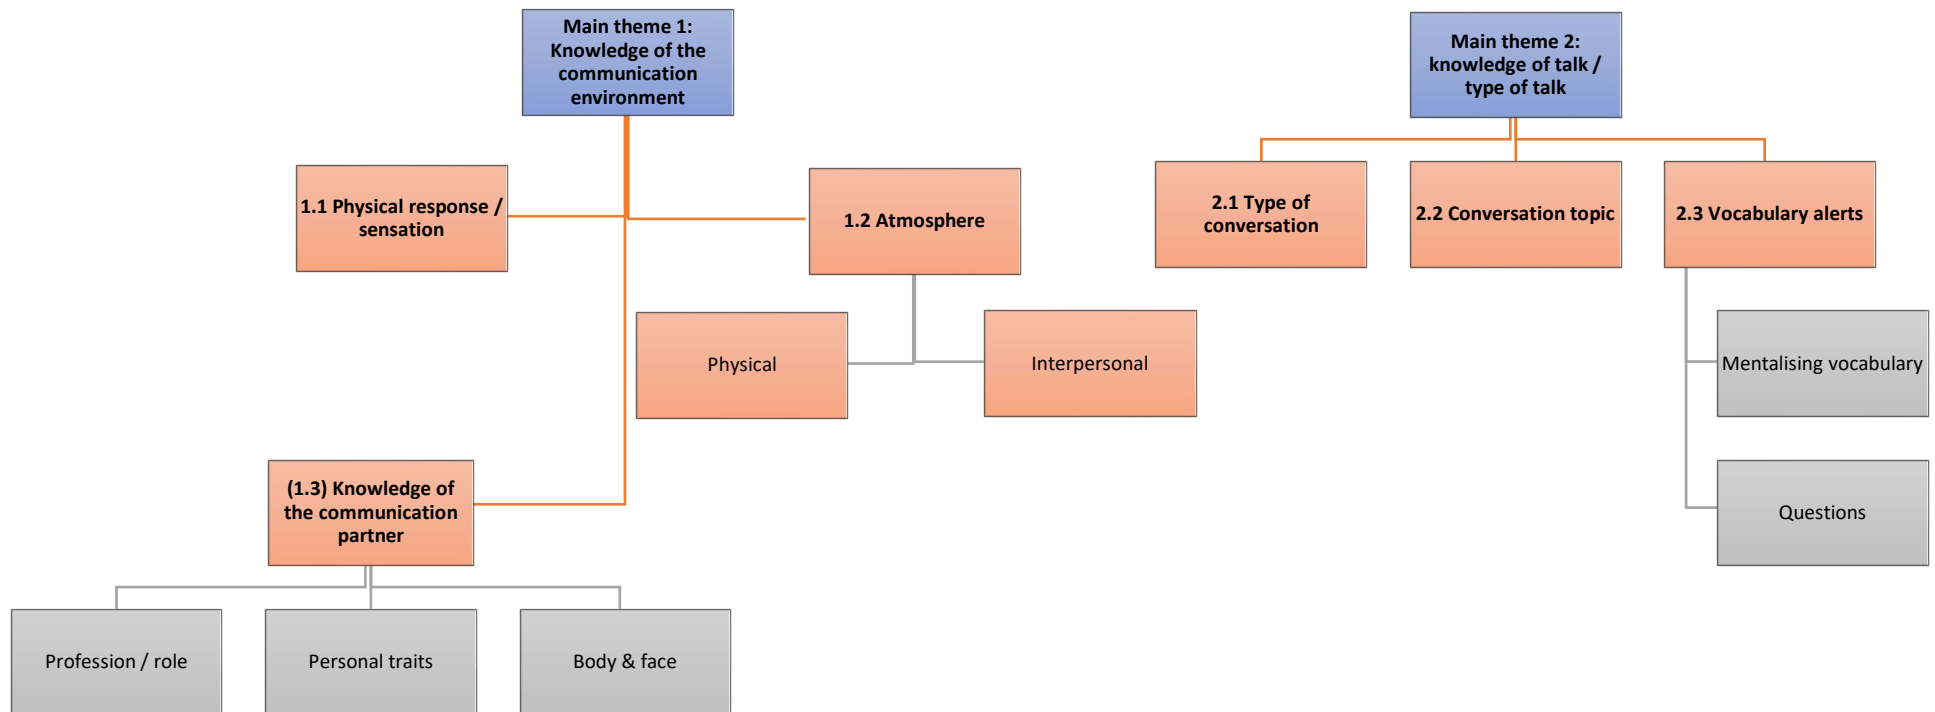 Main theme 1:
Knowledge of the
communication
environment
Main theme 2:
knowledge of talk /
type of talk
1.1 Physical response /
sensation
1.2 Atmosphere
2.1 Type of
conversation
2.2 Conversation topic
2.3 Vocabulary alerts
Physical
Interpersonal
Mentalising vocabulary
(1.3) Knowledge of
the communication
partner
Questions
Profession / role
Personal traits
Body & face